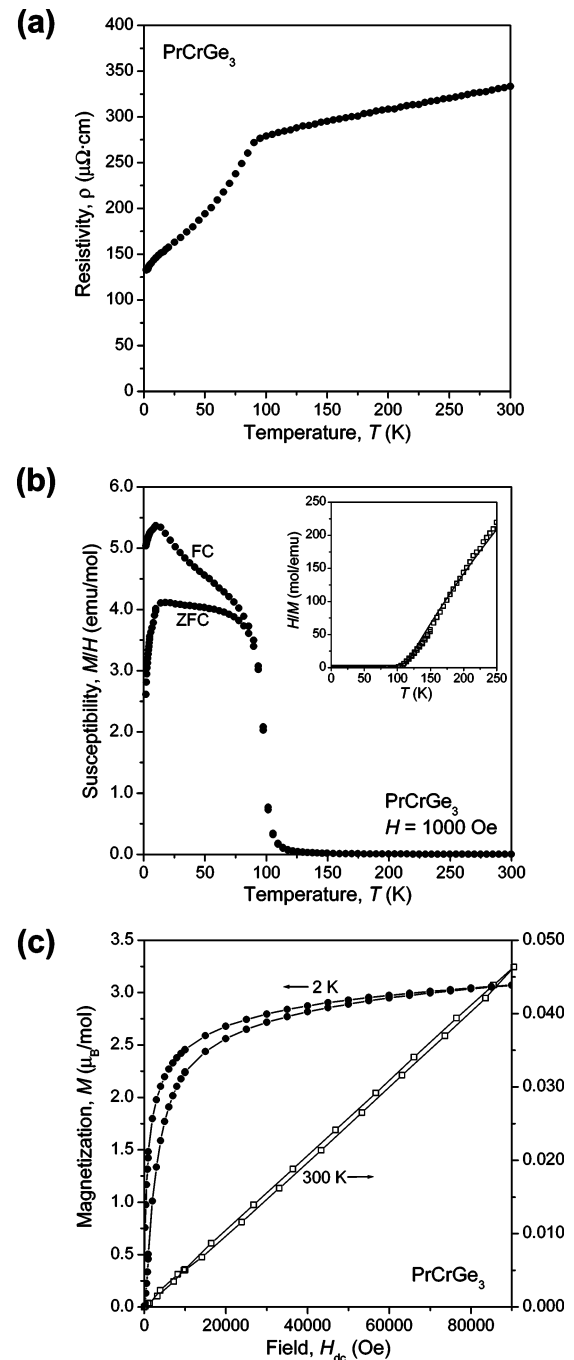 (a)
PrCrGe₃
400
350
300
250
200
150
100
50
0
Resistivity, ρ (μΩ·cm)
0 50 100 150 200 250 300
Temperature, T (K)
(b)
6.0
5.0
4.0
3.0
2.0
1.0
0.0
Susceptibility, M/H (emu/mol)
FC
ZFC
250
200
150
100
50
0
H/M (mol/emu)
0 50 100 150 200 250
T (K)
PrCrGe₃
H = 1000 Oe
0 50 100 150 200 250 300
Temperature, T (K)
(c)
3.5
3.0
2.5
2.0
1.5
1.0
0.5
0.0
Magnetization, M (μB/mol)
2 K
300 K
0.050
0.040
0.030
0.020
0.010
0.000
PrCrGe₃
0 20000 40000 60000 80000
Field, Hdc (Oe)